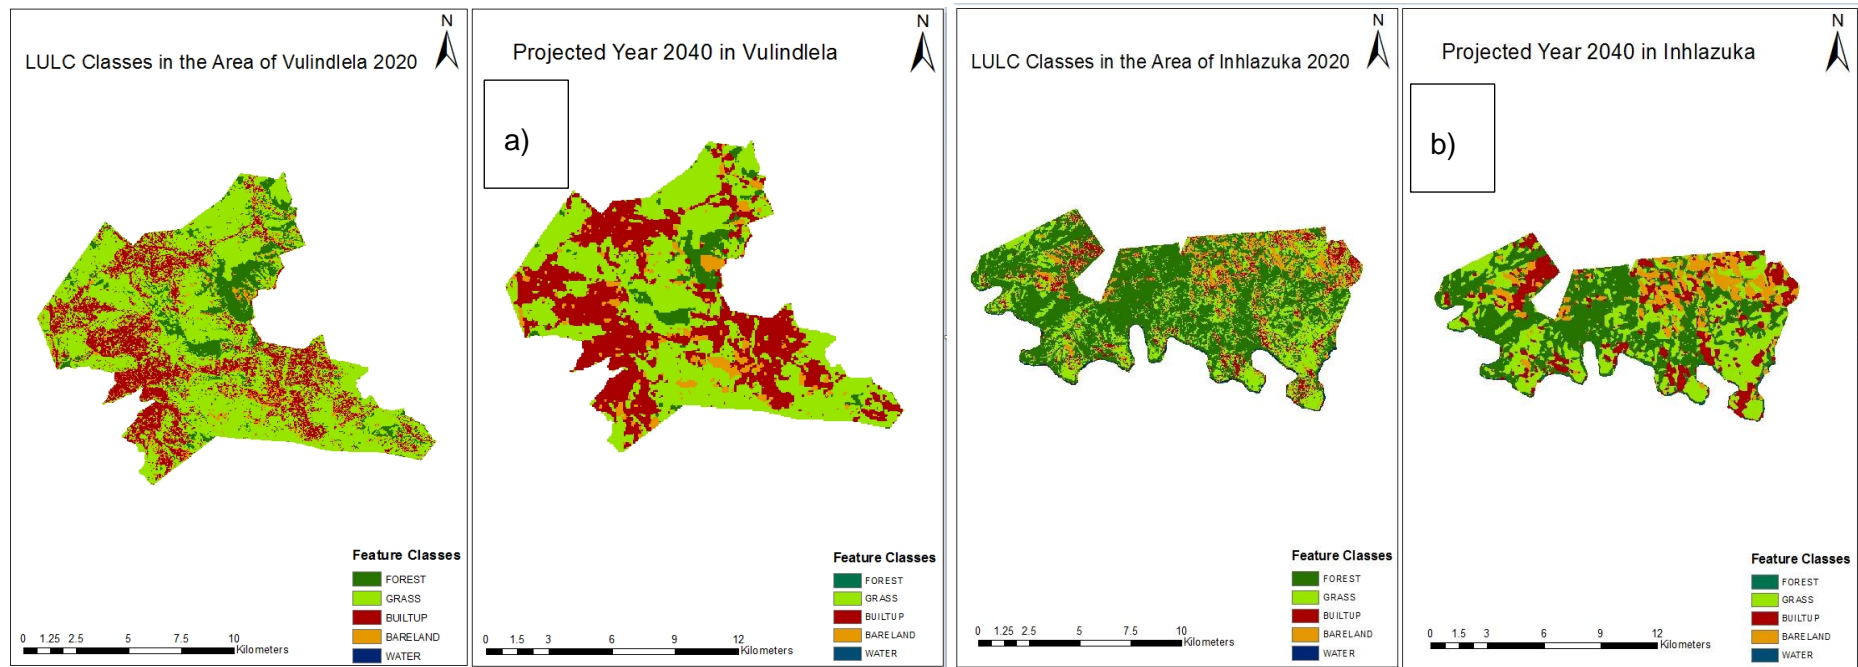 N
LULC Classes in the Area of Vulindlela 2020
Feature Classes
FOREST
GRASS
BUILTUP
BARELAND
WATER
0 1.25 2.5 5 7.5 10
Kilometers
N
Projected Year 2040 in Vulindlela
a)
Feature Classes
FOREST
GRASS
BUILTUP
BARELAND
WATER
0 1.5 3 6 9 12
Kilometers
N
LULC Classes in the Area of Inhlazuka 2020
Feature Classes
FOREST
GRASS
BUILTUP
BARELAND
WATER
0 1.25 2.5 5 7.5 10
Kilometers
N
Projected Year 2040 in Inhlazuka
b)
Feature Classes
FOREST
GRASS
BUILTUP
BARELAND
WATER
0 1.5 3 6 9 12
Kilometers